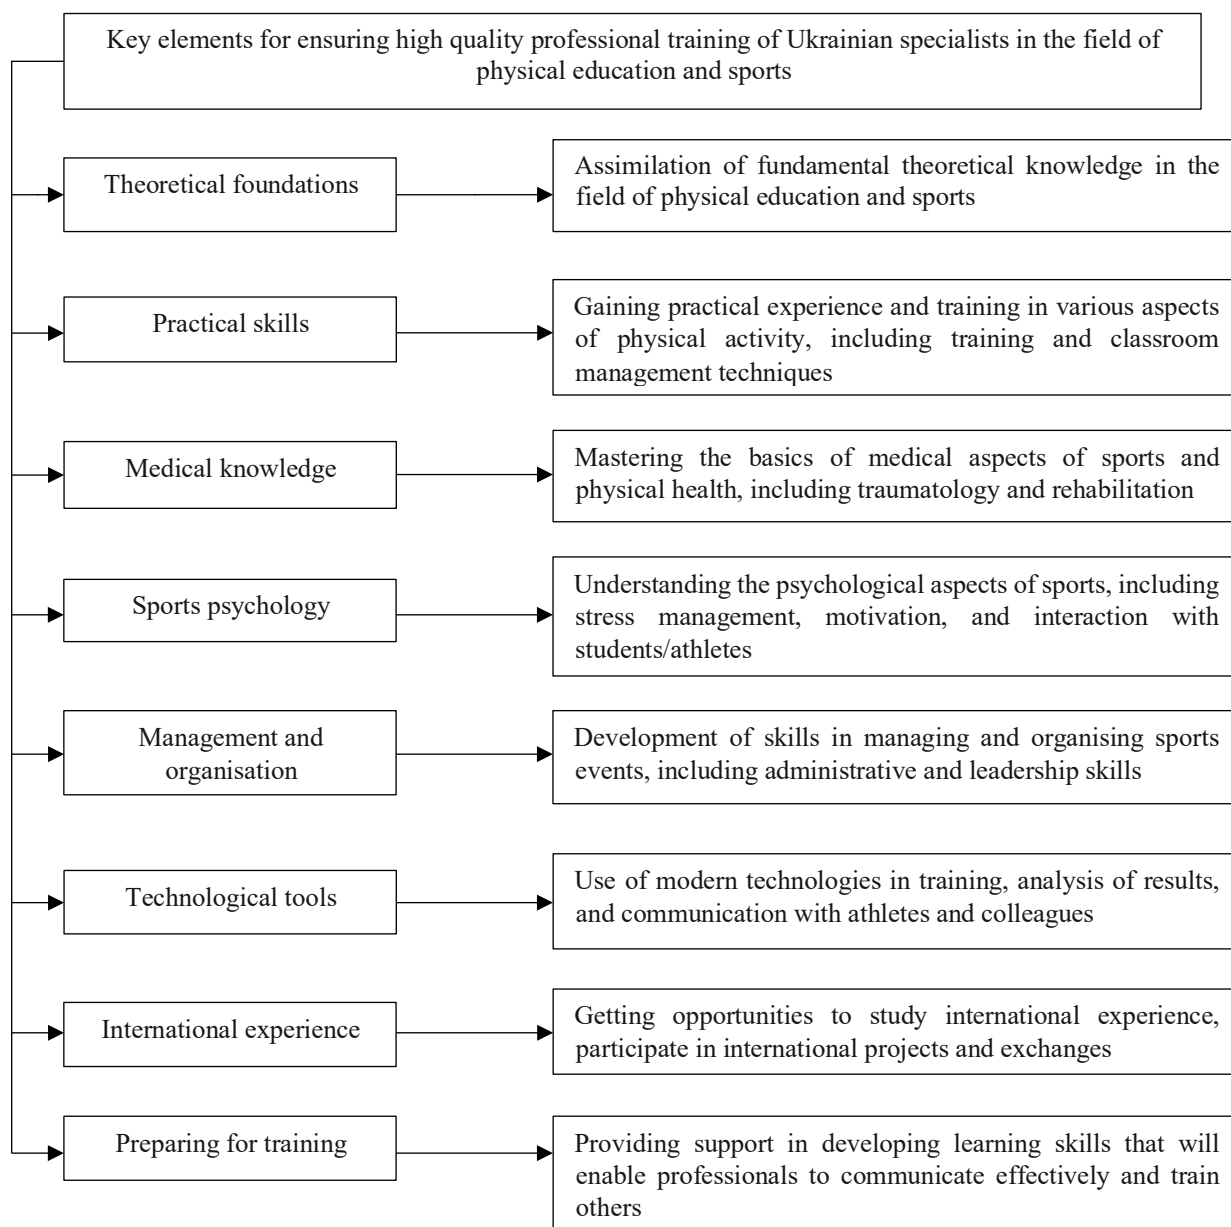 Key elements for ensuring high quality professional training of Ukrainian specialists in the field of
physical education and sports
Theoretical foundations
Assimilation of fundamental theoretical knowledge in the
field of physical education and sports
Practical skills
Gaining practical experience and training in various aspects
of physical activity, including training and classroom
management techniques
Medical knowledge
Mastering the basics of medical aspects of sports and
physical health, including traumatology and rehabilitation
Sports psychology
Understanding the psychological aspects of sports, including
stress management, motivation, and interaction with
students/athletes
Management and
organisation
Development of skills in managing and organising sports
events, including administrative and leadership skills
Technological tools
Use of modern technologies in training, analysis of results,
and communication with athletes and colleagues
International experience
Getting opportunities to study international experience,
participate in international projects and exchanges
Preparing for training
Providing support in developing learning skills that will
enable professionals to communicate effectively and train
others